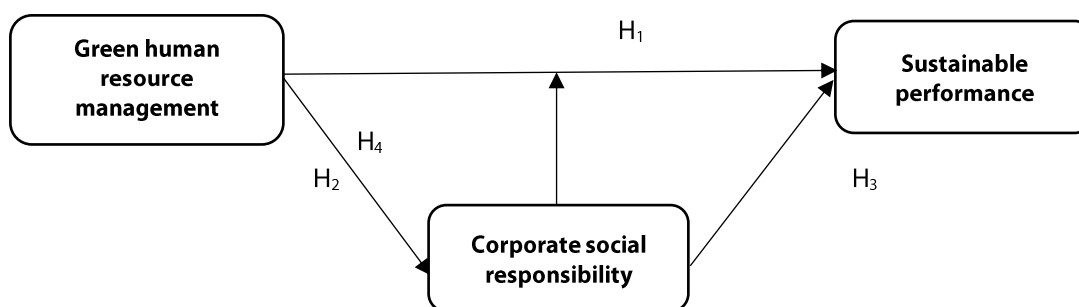 Green human
resource
management
H₁
Sustainable
performance
H₄
H₂
H₃
Corporate social
responsibility